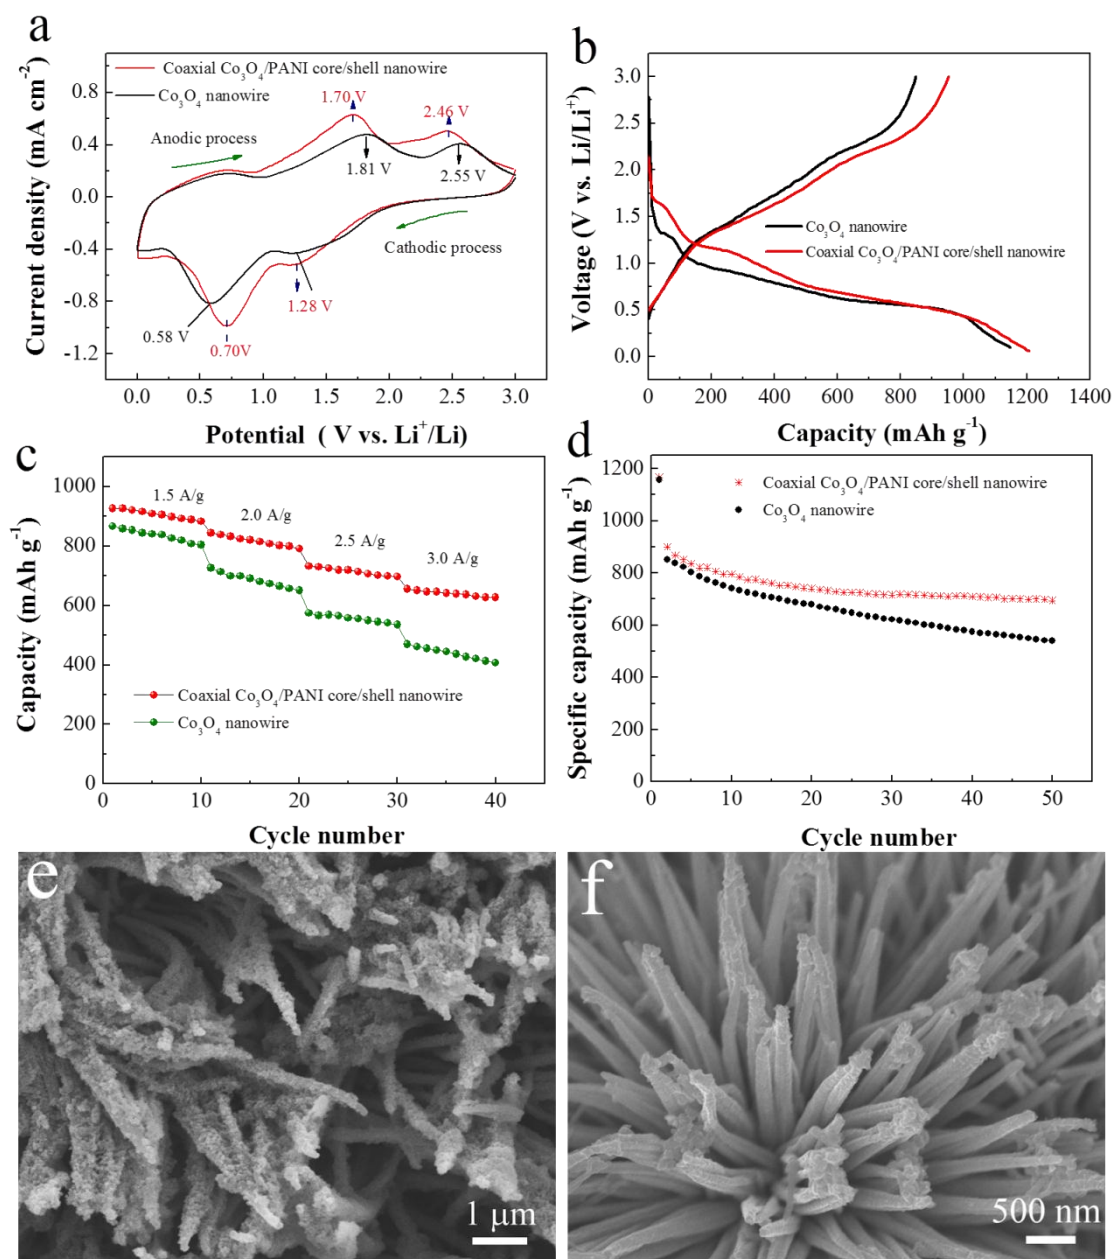 a
Coaxial Co₃O₄/PANI core/shell nanowire
Co₃O₄ nanowire
Anodic process
Cathodic process
1.70 V
2.46 V
1.81 V
2.55 V
0.58 V
0.70V
1.28 V
Current density (mA cm⁻²)
0.8
0.4
0.0
-0.4
-0.8
-1.2
0.0 0.5 1.0 1.5 2.0 2.5 3.0
Potential ( V vs. Li⁺/Li)
b
Voltage (V vs. Li/Li⁺)
3.0
2.5
2.0
1.5
1.0
0.5
0.0
Co₃O₄ nanowire
Coaxial Co₃O₄/PANI core/shell nanowire
0 200 400 600 800 1000 1200 1400
Capacity (mAh g⁻¹)
c
Capacity (mAh g⁻¹)
1000
800
600
400
200
0
1.5 A/g
2.0 A/g
2.5 A/g
3.0 A/g
Coaxial Co₃O₄/PANI core/shell nanowire
Co₃O₄ nanowire
0 10 20 30 40
Cycle number
d
Specific capacity (mAh g⁻¹)
1200
1000
800
600
400
200
0
Coaxial Co₃O₄/PANI core/shell nanowire
Co₃O₄ nanowire
0 10 20 30 40 50
Cycle number
e
1 μm
f
500 nm